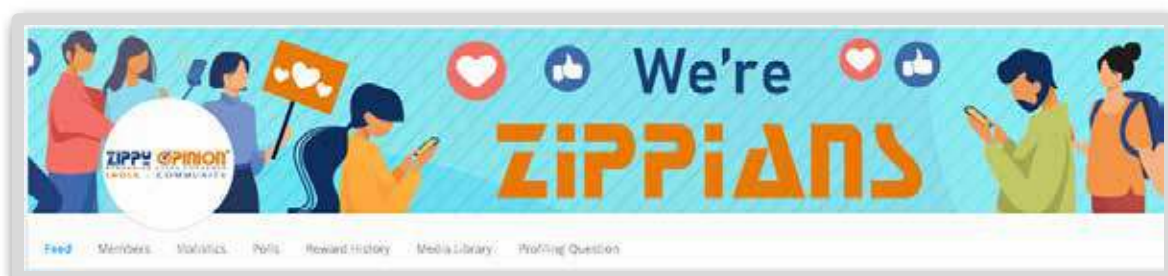 We're
ZiPPiANS
ZIPPY OPINION
INDIA - COMMUNITY
Feed Members Statistics Polls Reward History Media Library Profiling Question